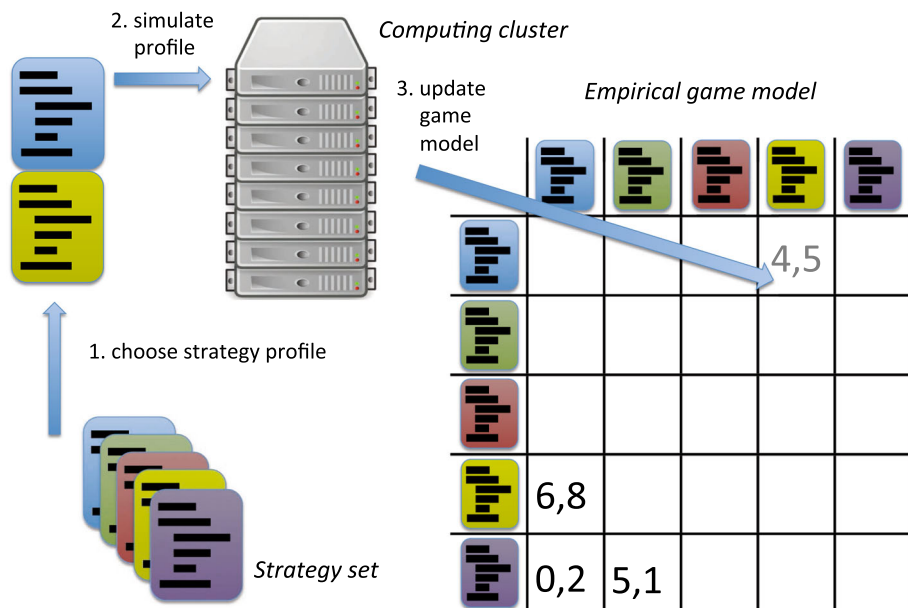 2. simulate
profile
Computing cluster
3. update
game
model
Empirical game model
4,5
1. choose strategy profile
6,8
0,2 5,1
Strategy set